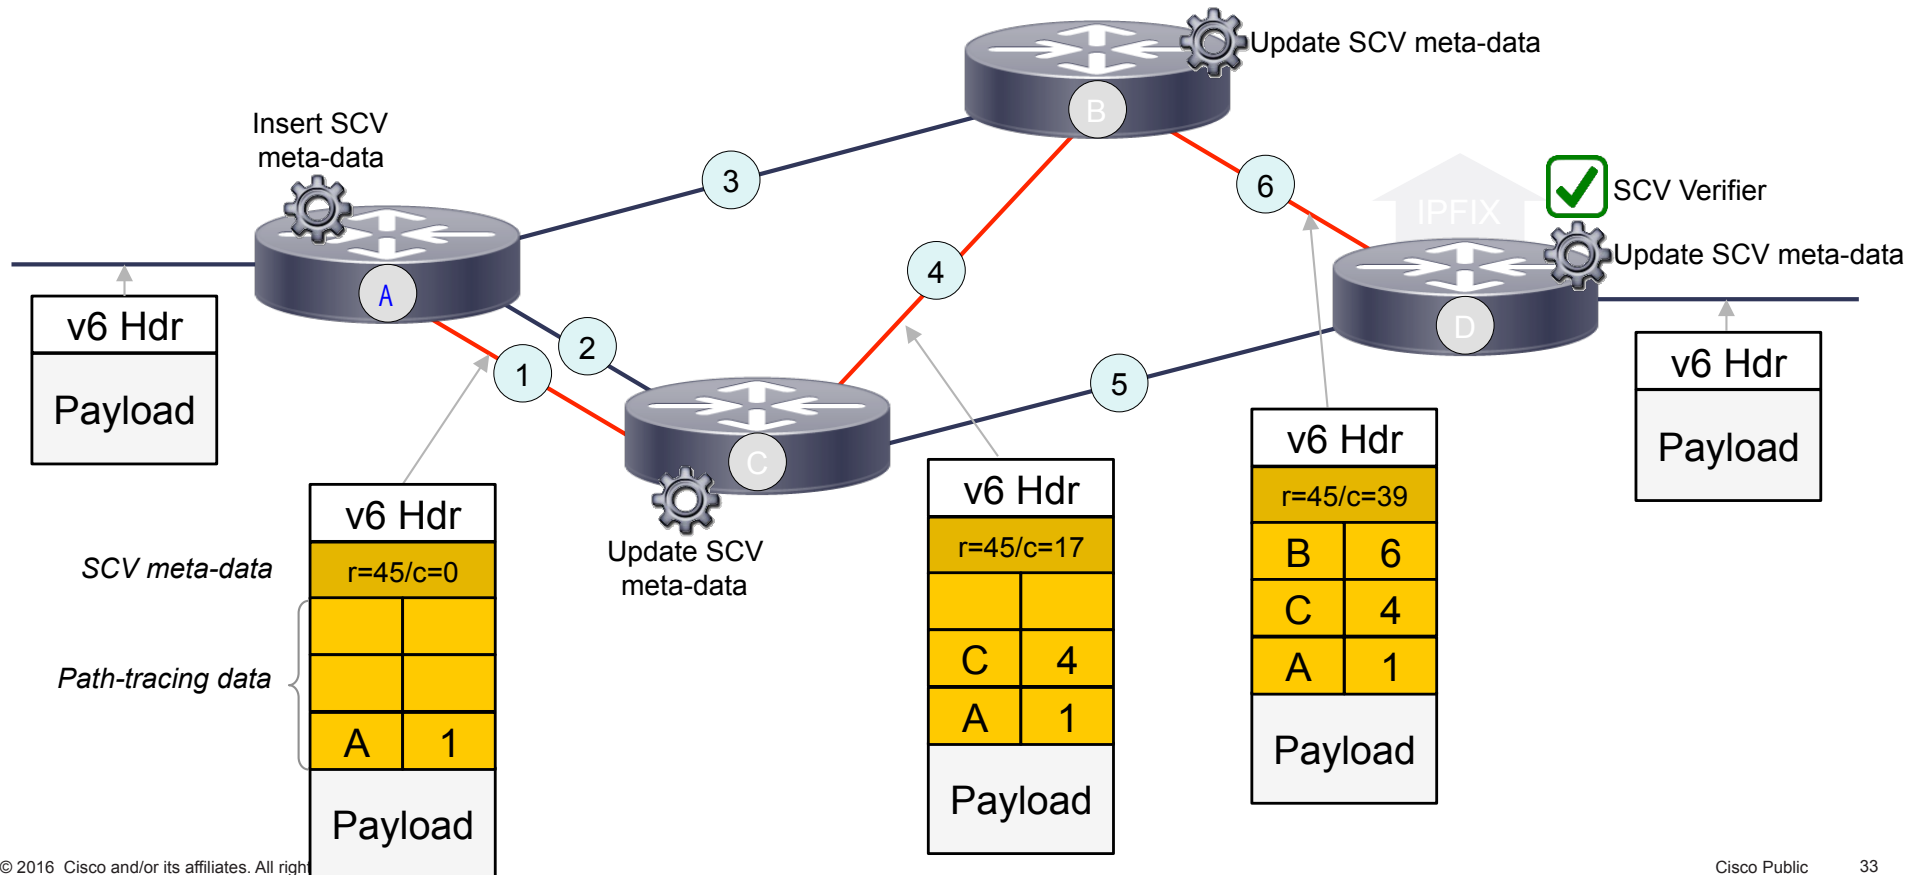 Update SCV meta-data
B
Insert SCV
meta-data
3
6
SCV Verifier
IPFIX
Update SCV meta-data
4
A
D
v6 Hdr
Payload
2
1
5
v6 Hdr
Payload
C
v6 Hdr
r=45/c=39
B 6
C 4
A 1
Payload
v6 Hdr
r=45/c=17
C 4
A 1
Payload
v6 Hdr
SCV meta-data
r=45/c=0
Update SCV
meta-data
Path-tracing data
A 1
Payload
© 2016 Cisco and/or its affiliates. All
Cisco Public
33